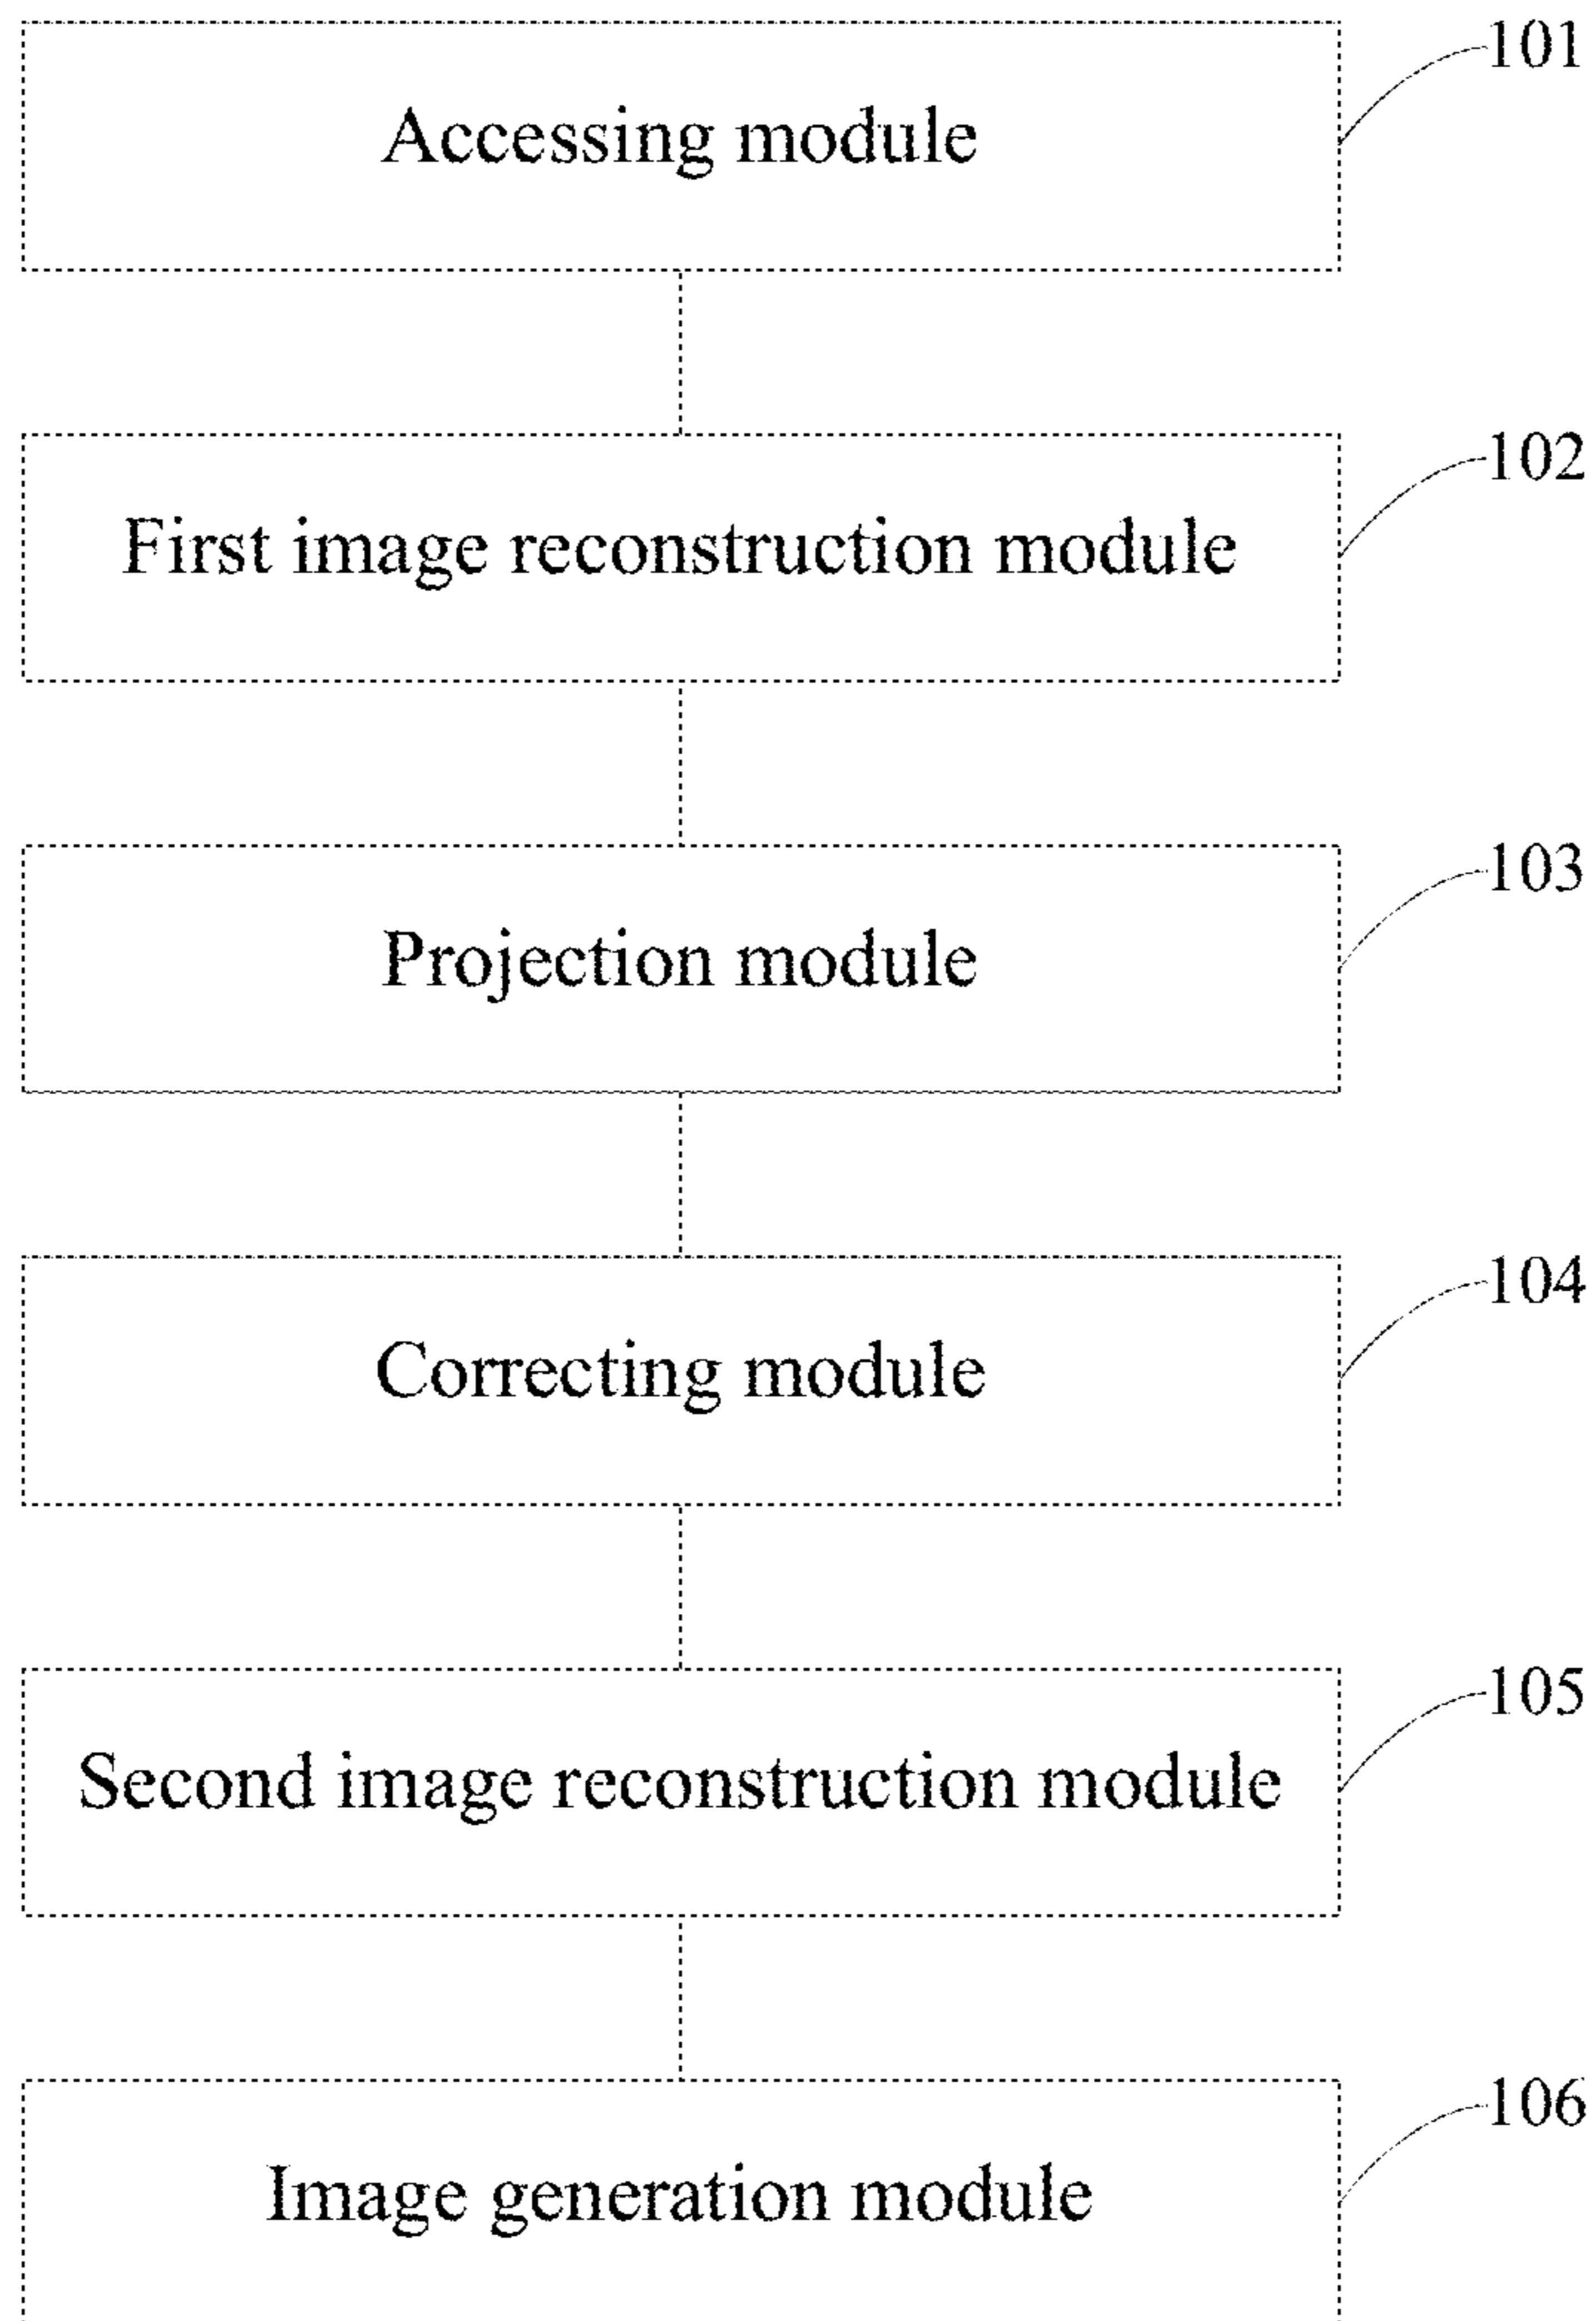 101
Accessing module
102
First image reconstruction module
103
Projection module
104
Correcting module
105
Second image reconstruction module
106
Image generation module